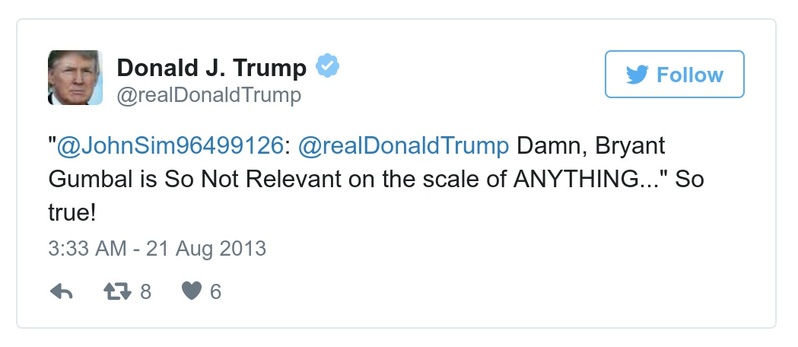 Donald J. Trump
@realDonaldTrump
Follow
"@JohnSim96499126: @realDonaldTrump Damn, Bryant
Gumbal is So Not Relevant on the scale of ANYTHING..." So
true!
3:33 AM - 21 Aug 2013
8 6